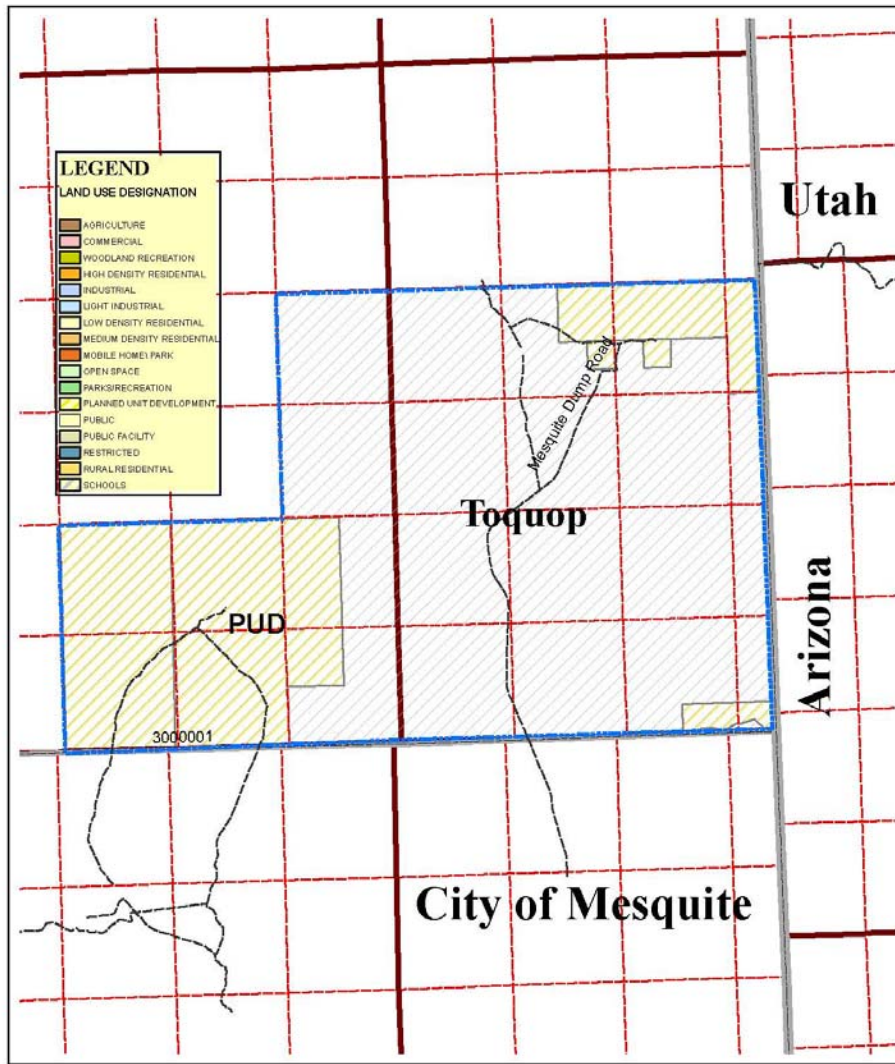 LEGEND
LAND USE DESIGNATION
AGRICULTURE
COMMERCIAL
WOODLAND RECREATION
HIGH DENSITY RESIDENTIAL
INDUSTRIAL
LIGHT INDUSTRIAL
LOW DENSITY RESIDENTIAL
MEDIUM DENSITY RESIDENTIAL
MOBILE HOME\ PARK
OPEN SPACE
PARKS/RECREATION
PLANNED UNIT DEVELOPMENT
PUBLIC
PUBLIC FACILITY
RESTRICTED
RURAL RESIDENTIAL
SCHOOLS
Utah
Mesquite Dump Road
Toquop
PUD
Arizona
3000001
City of Mesquite